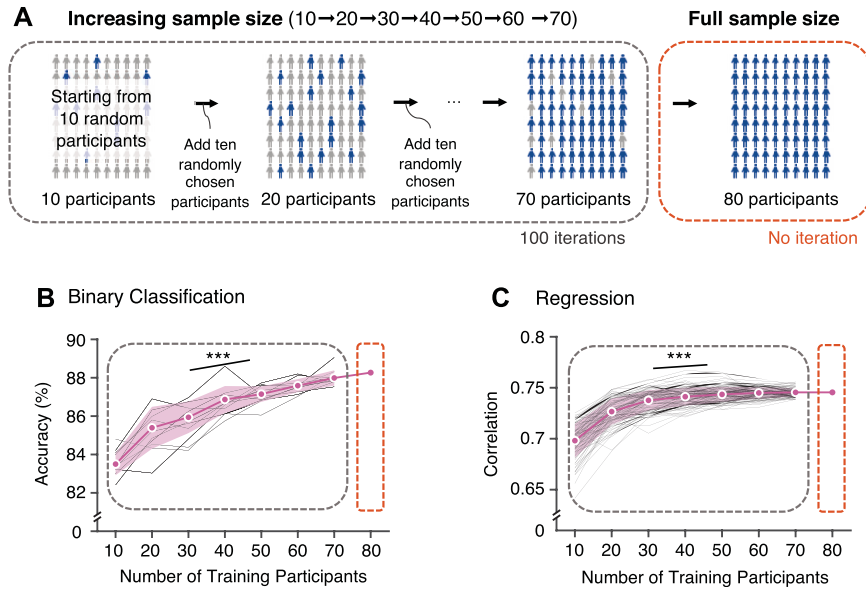 A
Increasing sample size (10→20→30→40→50→60→70)
Full sample size
Starting from
10 random
participants
Add ten
randomly
chosen
participants
...
Add ten
randomly
chosen
participants
10 participants
20 participants
70 participants
80 participants
100 iterations
No iteration
B Binary Classification
90
88
86
84
82
0
Accuracy (%)
***
10 20 30 40 50 60 70 80
Number of Training Participants
C Regression
0.8
0.75
0.7
0.65
0
Correlation
***
10 20 30 40 50 60 70 80
Number of Training Participants